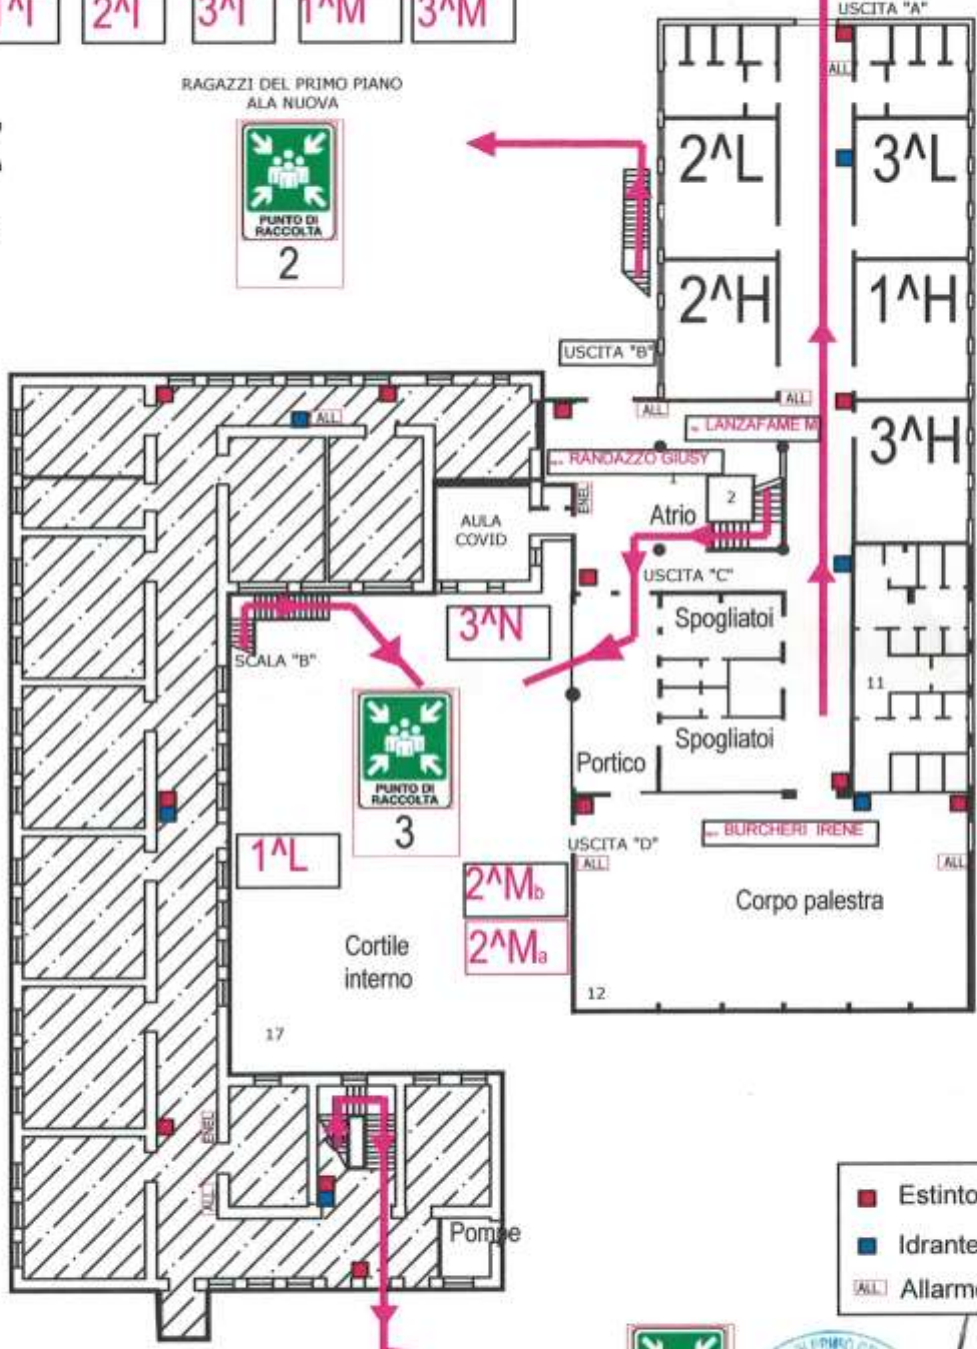 2^I
3^I
1^M
3^M
USCITA "A"
ALL
RAGAZZI DEL PRIMO PIANO
ALA NUOVA
PUNTO DI
RACCOLTA
2
2^L
3^L
2^H
1^H
USCITA "B"
ALL
ALL
ALL
LANZAFAME M
3^H
RANDAZZO GIUSY
1
2
ENEL
Atrio
AULA
COVID
USCITA "C"
3^N
Spogliatoi
SCALA "B"
11
PUNTO DI
RACCOLTA
3
Portico
Spogliatoi
BURCHERI IRENE
USCITA "D"
ALL
ALL
1^L
2^Mb
2^Ma
Corpo palestra
Cortile
interno
12
17
ENEL
ALL
Pompe
Estinto
Idrante
ALL Allarme